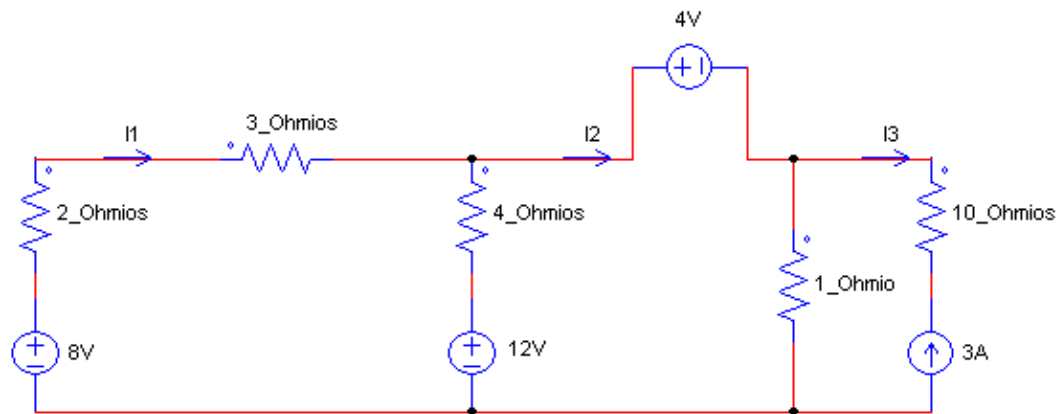 4V
I1
3_Ohmios
I2
I3
2_Ohmios
4_Ohmios
10_Ohmios
1_Ohmio
8V
12V
3A